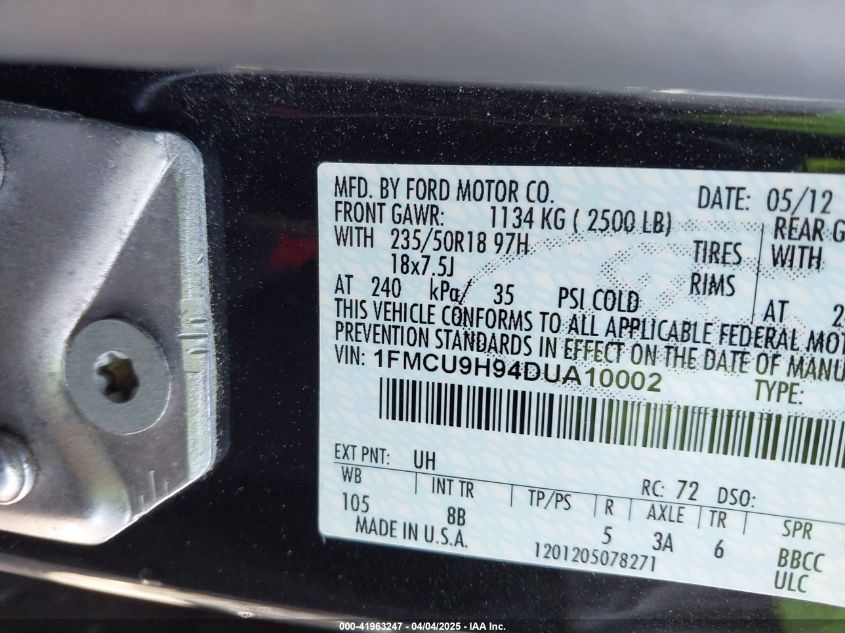 MFD. BY FORD MOTOR CO. DATE: 05/12
FRONT GAWR: 1134 KG ( 2500 LB) REAR G
WITH 235/50R18 97H TIRES WITH
18x7.5J RIMS
AT 240 kPa/ 35 PSI COLD AT 2
THIS VEHICLE CONFORMS TO ALL APPLICABLE FEDERAL MOT
PREVENTION STANDARDS IN EFFECT ON THE DATE OF MANU
VIN: 1FMCU9H94DUA10002 TYPE:
EXT PNT: UH RC: 72 DSO:
WB INT TR TP/PS R AXLE TR SPR
105 8B 5 3A 6 BBCC
MADE IN U.S.A. 1201205078271 ULC
000-41963247 - 04/04/2025 - IAA Inc.